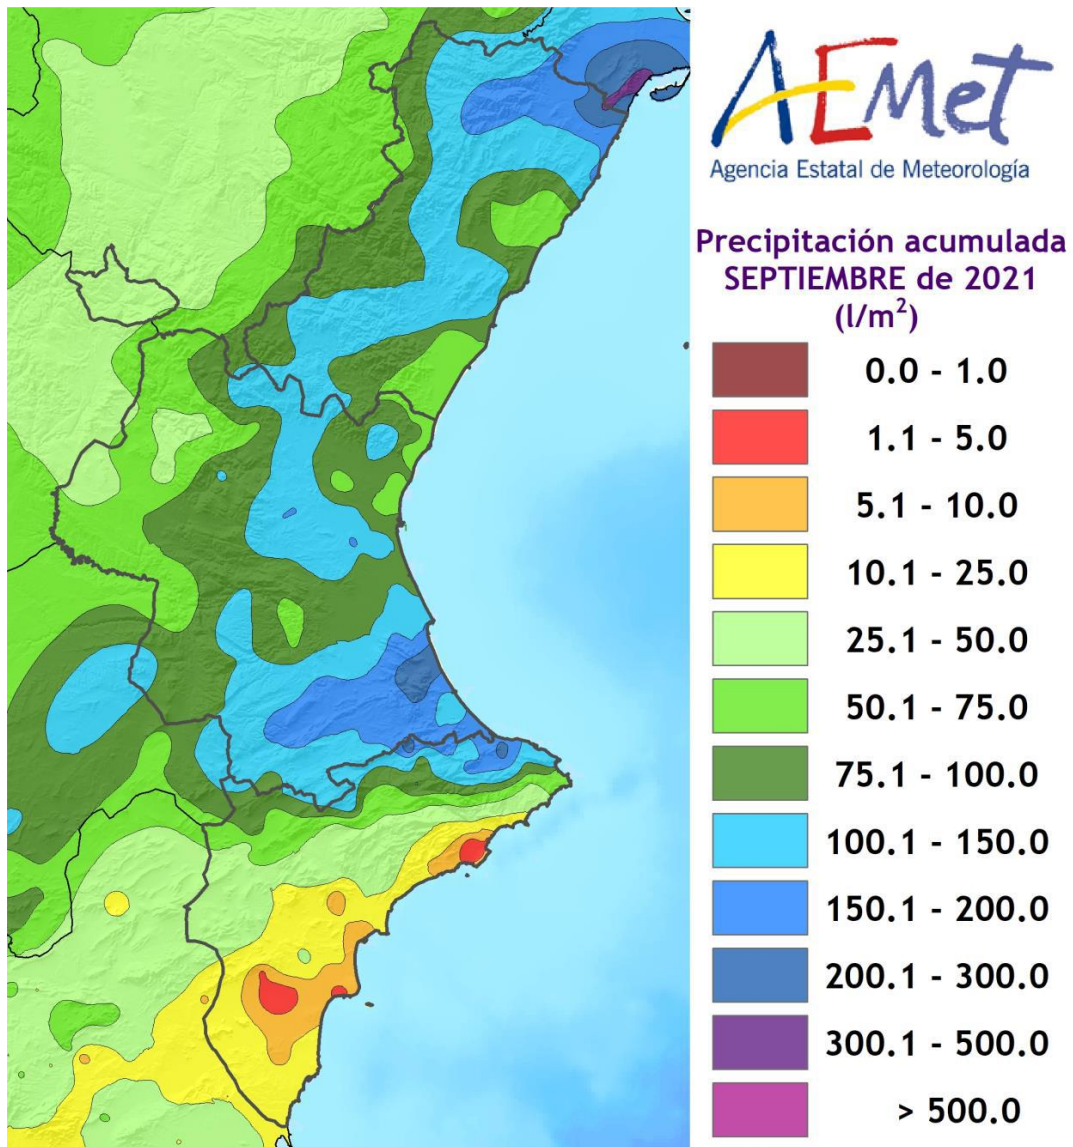 AEMet
Agencia Estatal de Meteorología
Precipitación acumulada
SEPTIEMBRE de 2021
(l/m²)
0.0 - 1.0
1.1 - 5.0
5.1 - 10.0
10.1 - 25.0
25.1 - 50.0
50.1 - 75.0
75.1 - 100.0
100.1 - 150.0
150.1 - 200.0
200.1 - 300.0
300.1 - 500.0
> 500.0